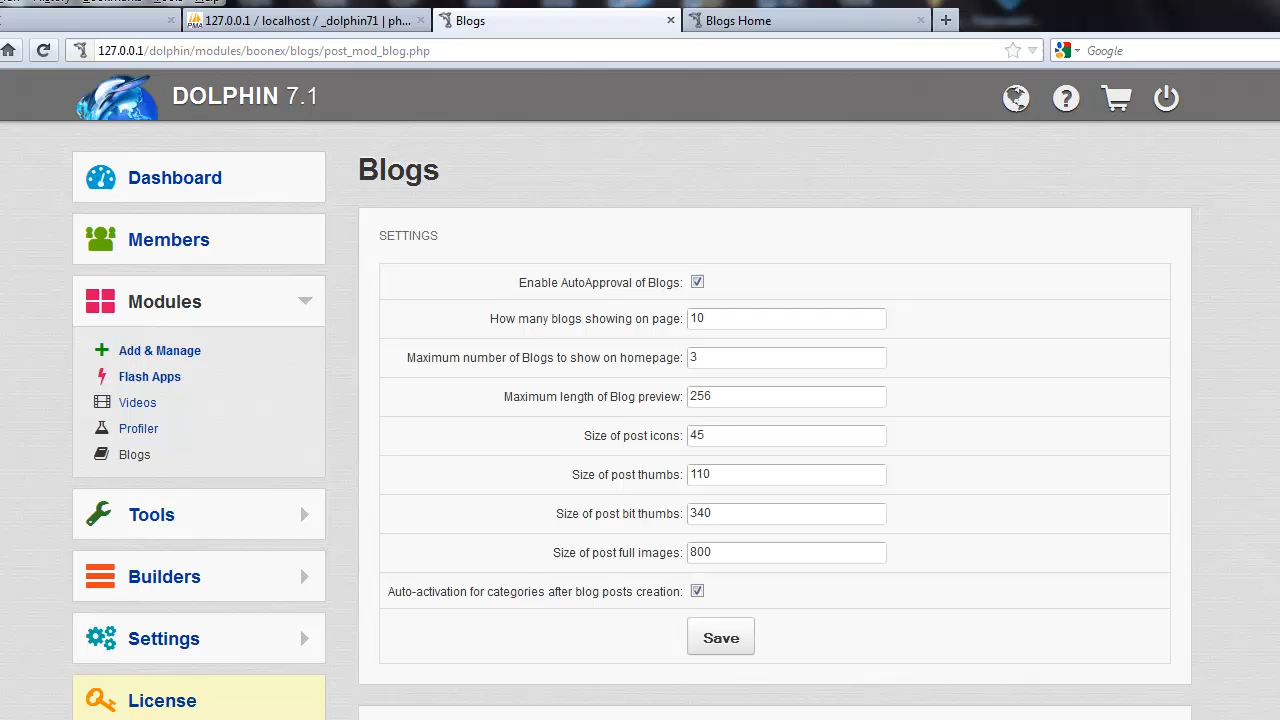 127.0.0.1 / localhost / _dolphin71 | ph...
Blogs
Blogs Home
127.0.0.1/dolphin/modules/boonex/blogs/post_mod_blog.php
Google
DOLPHIN 7.1
Dashboard
Members
Modules
Add & Manage
Flash Apps
Videos
Profiler
Blogs
Tools
Builders
Settings
License
Blogs
SETTINGS
Enable AutoApproval of Blogs:
How many blogs showing on page: 10
Maximum number of Blogs to show on homepage: 3
Maximum length of Blog preview: 256
Size of post icons: 45
Size of post thumbs: 110
Size of post bit thumbs: 340
Size of post full images: 800
Auto-activation for categories after blog posts creation:
Save